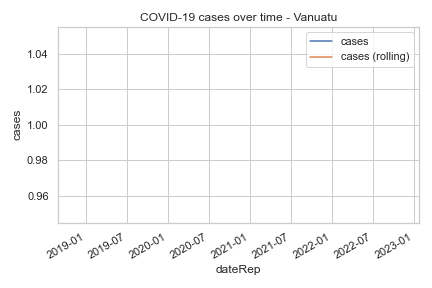 COVID-19 cases over time - Vanuatu
cases
cases (rolling)
1.04
1.02
1.00
0.98
0.96
cases
2019-01
2019-07
2020-01
2020-07
2021-01
2021-07
2022-01
2022-07
2023-01
dateRep